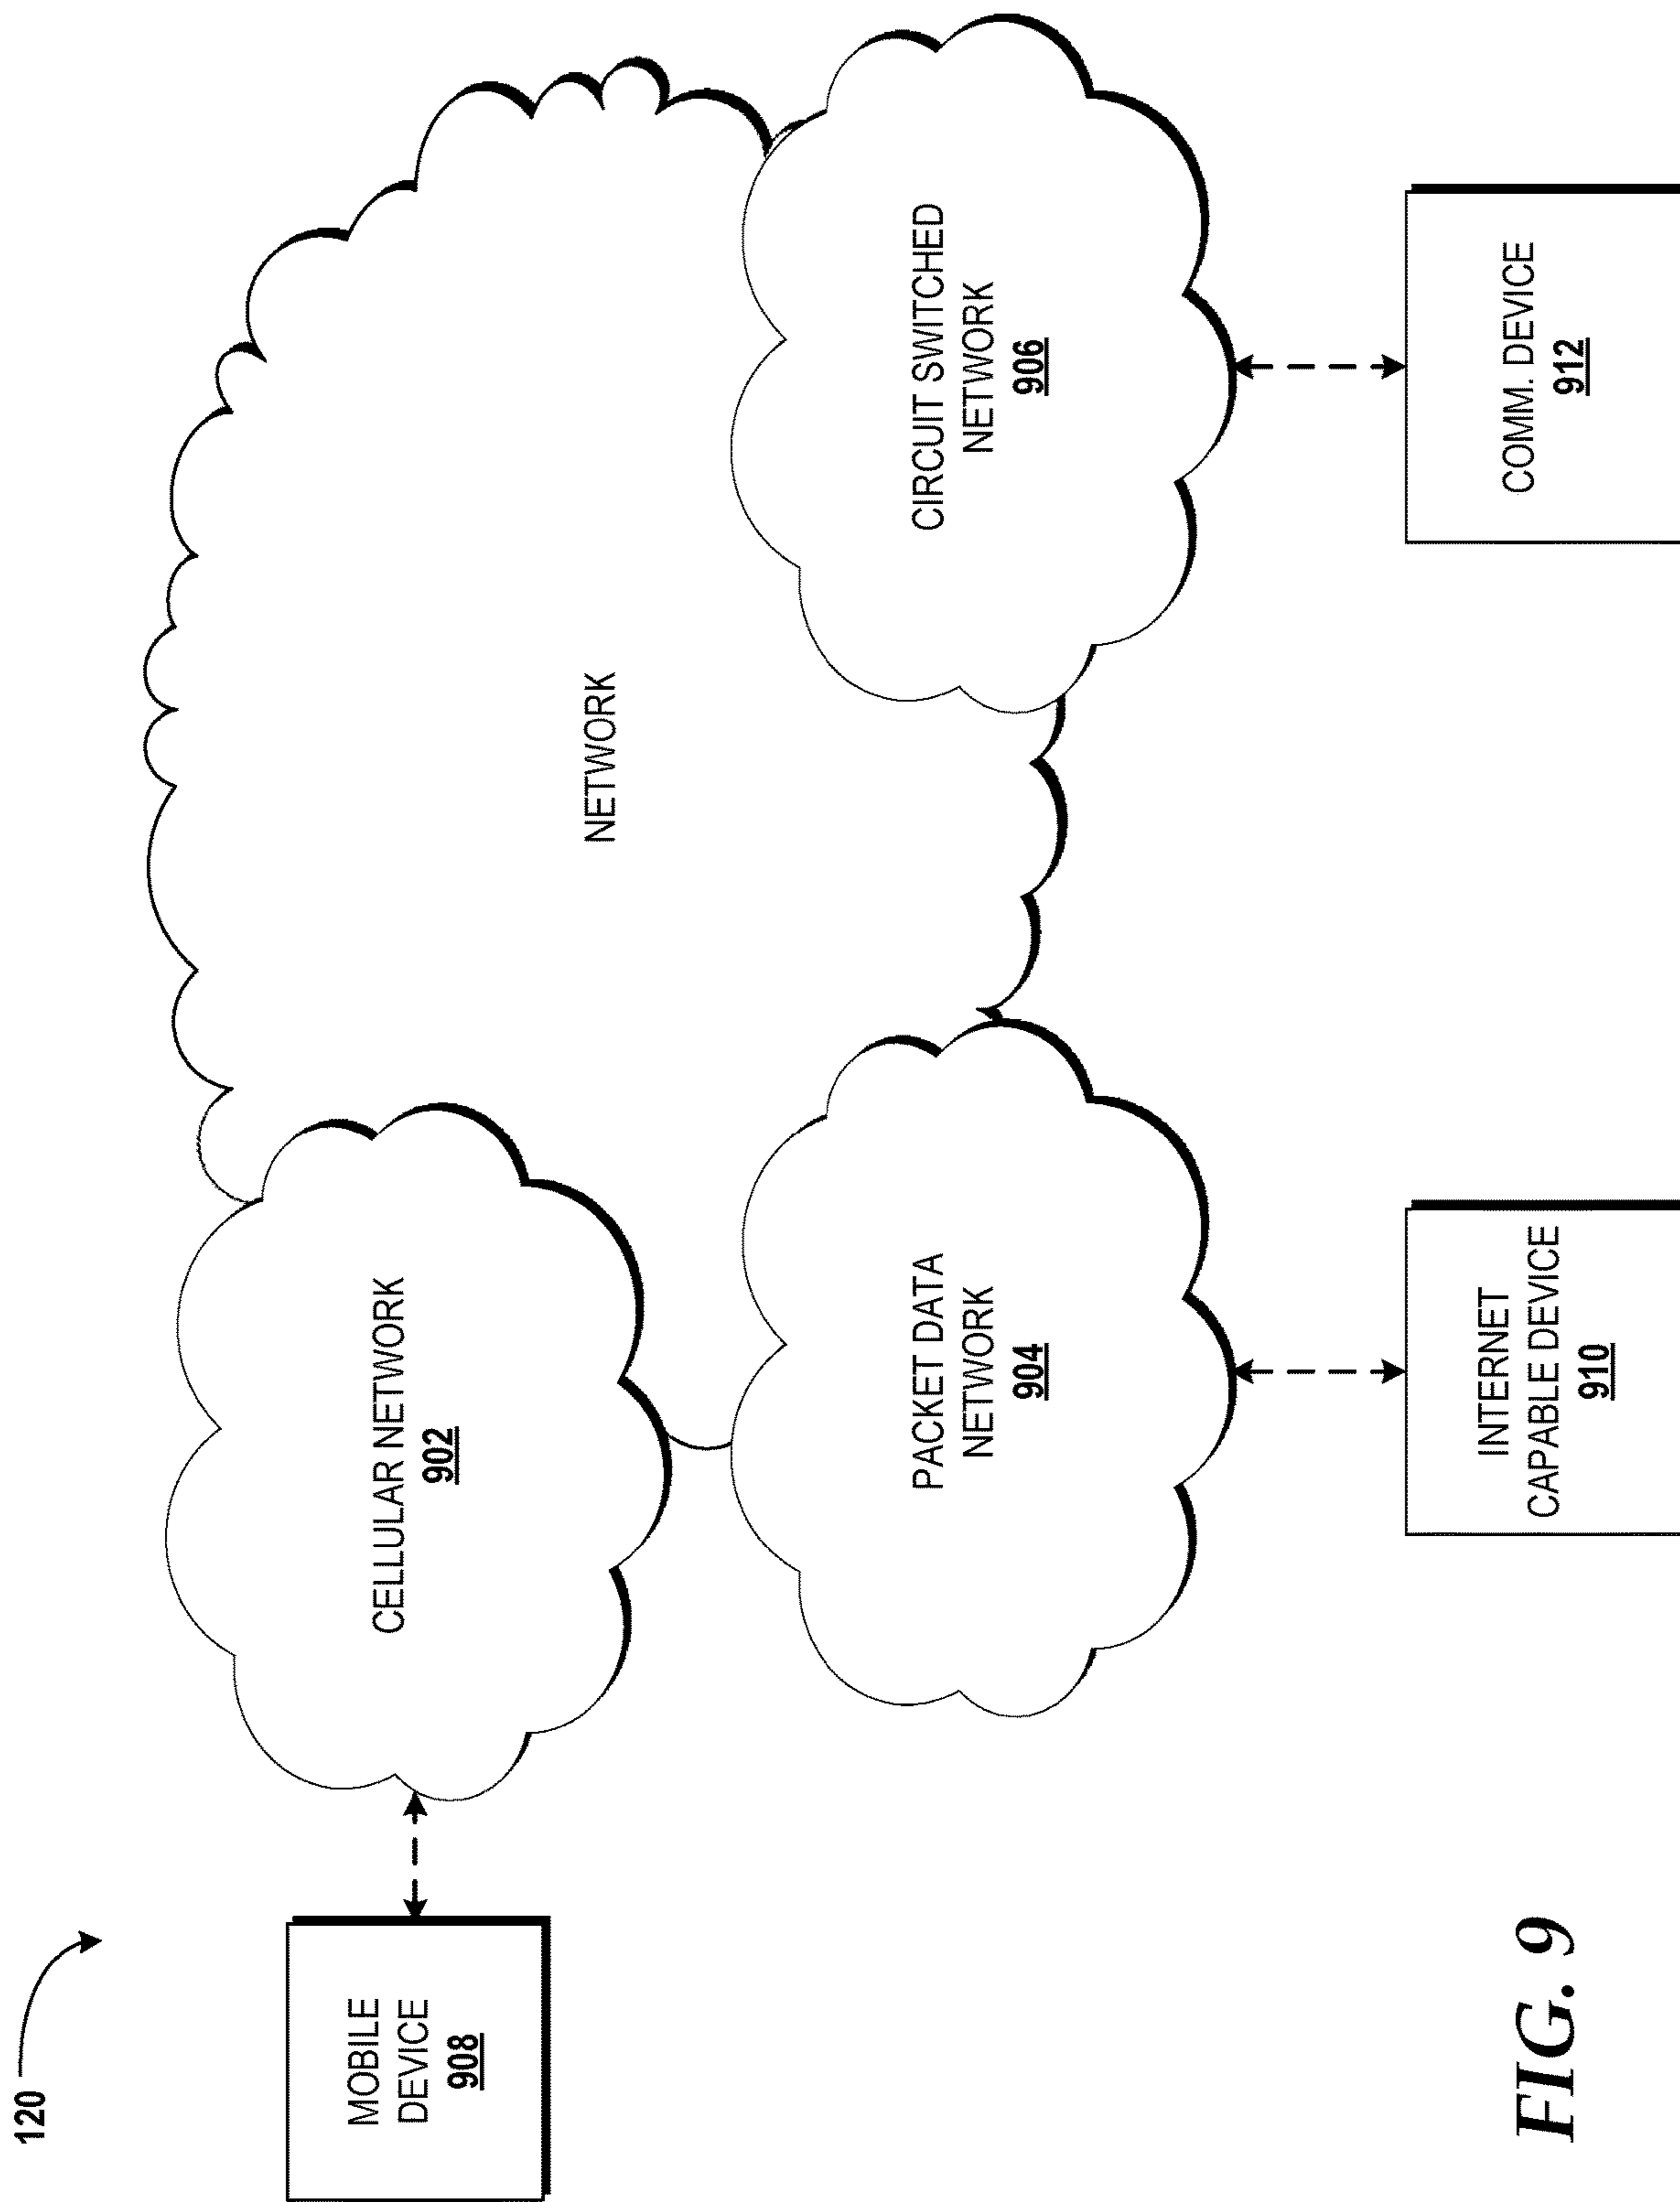 120
MOBILE
DEVICE
908
CELLULAR NETWORK
902
NETWORK
PACKET DATA
NETWORK
904
CIRCUIT SWITCHED
NETWORK
906
INTERNET
CAPABLE DEVICE
910
COMM. DEVICE
912
FIG. 9